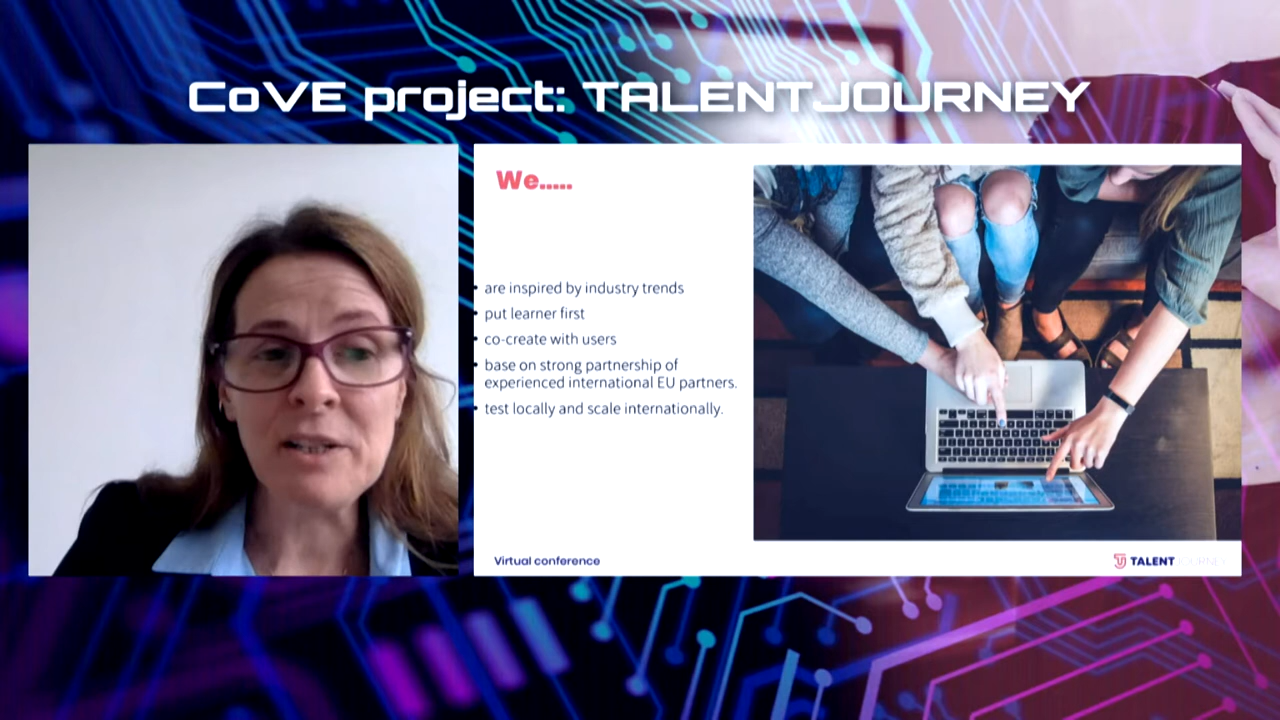 CoVE project: TALENTJOURNEY
We.....
• are inspired by industry trends
• put learner first
• co-create with users
• base on strong partnership of
experienced international EU partners.
• test locally and scale internationally.
Virtual conference
TALENTJOURNEY